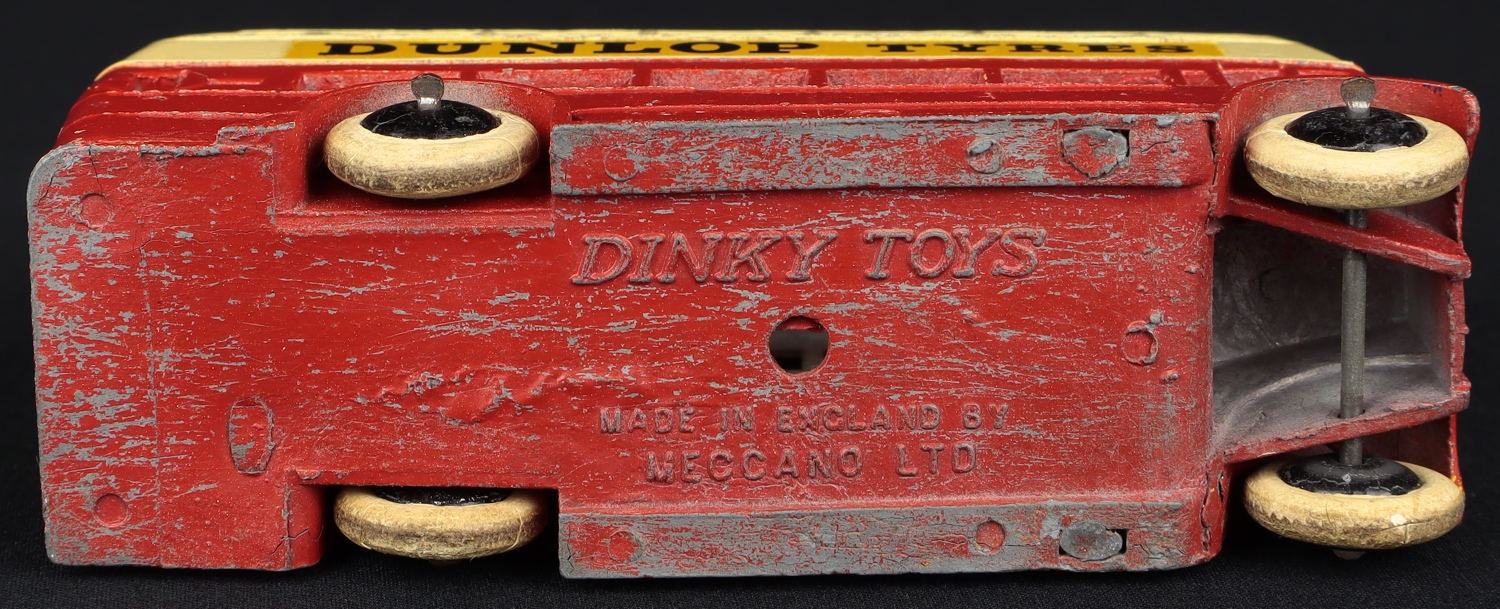 DUNLOP TYRES
DINKY TOYS
MADE IN ENGLAND BY
MECCANO LTD